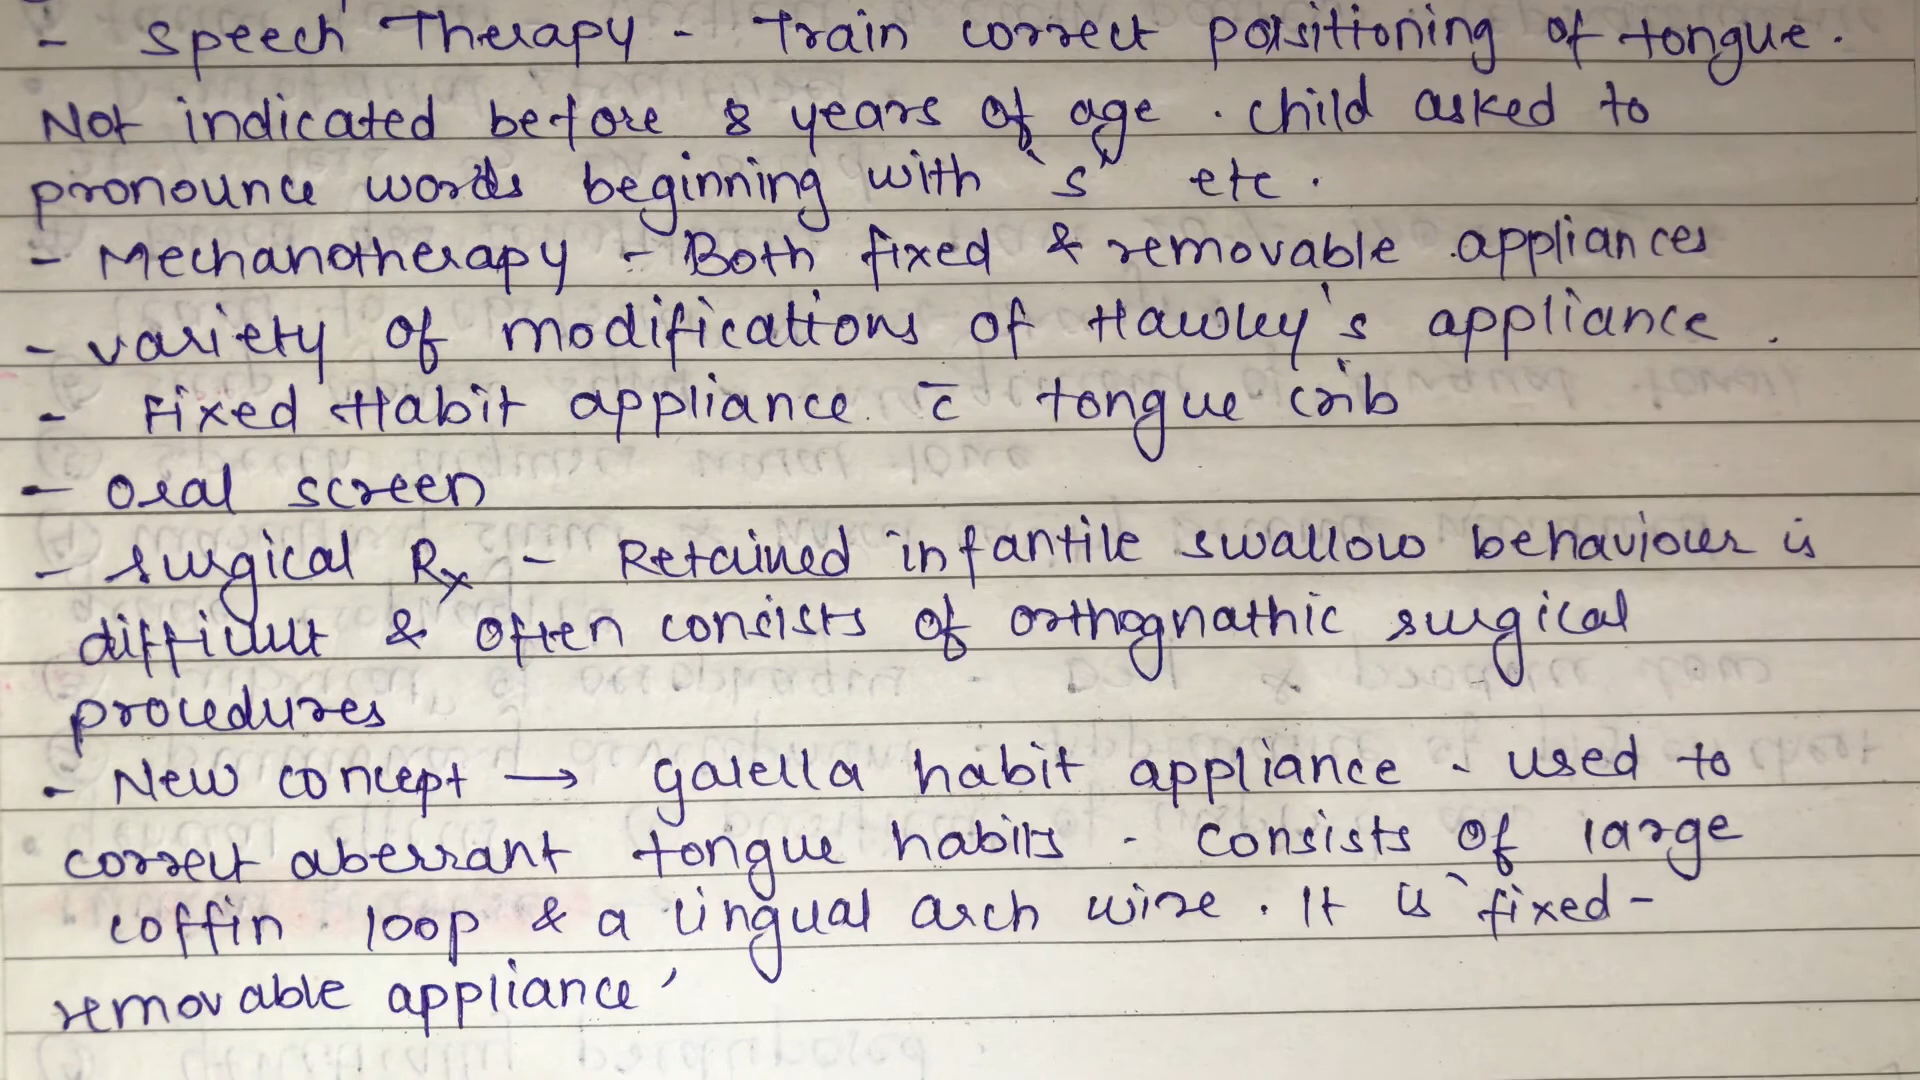 - Speech Therapy - Train correct poisitioning of tongue.
Not indicated before 8 years of age. child asked to
pronounce words beginning with 's' etc.
- Mechanotherapy - Both fixed & removable appliances
- variety of modifications of Hawley's appliance.
- Fixed Habit appliance c̄ tongue crib
- Oral screen
- surgical Rx - Retained infantile swallow behaviour is
difficult & often consists of orthognathic surgical
procedures
- New concept → galella habit appliance - used to
correct aberrant tongue habits - consists of large
coffin loop & a lingual arch wire. It is 'fixed-
removable appliance'